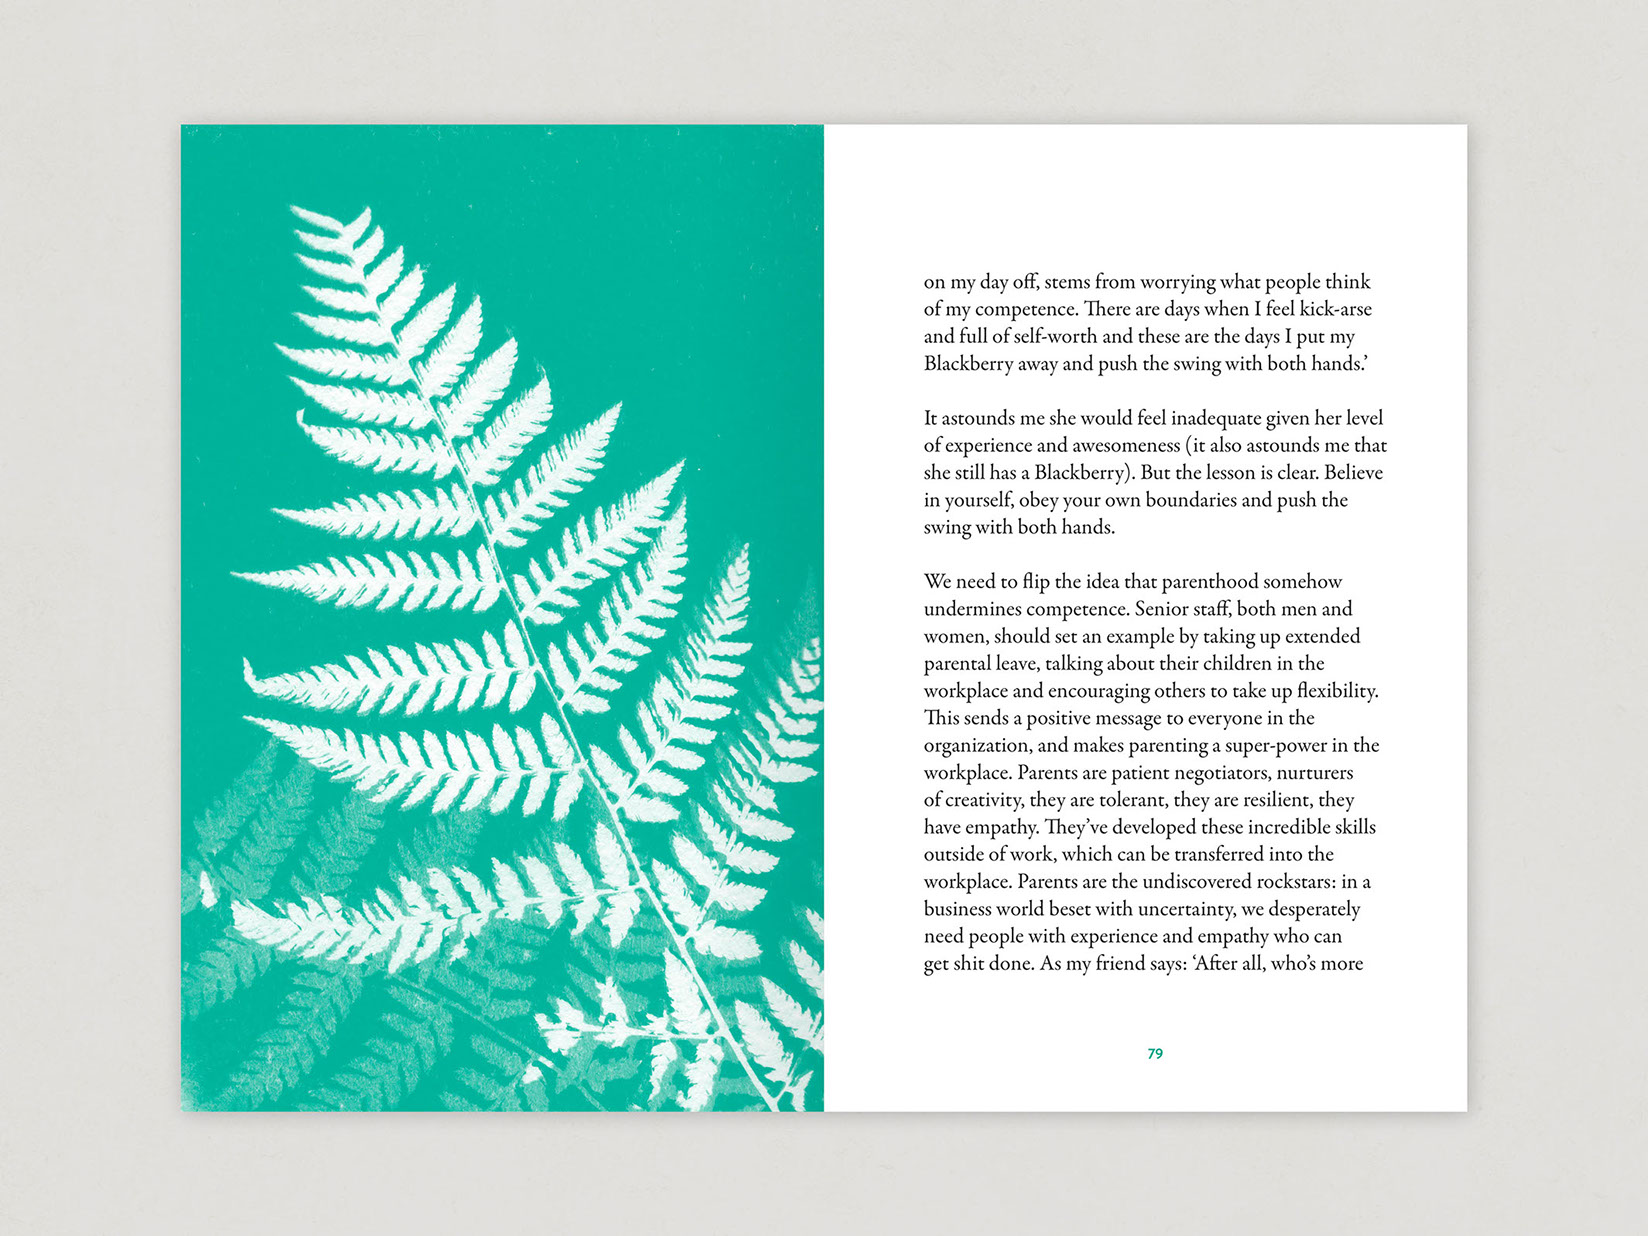 on my day off, stems from worrying what people think
of my competence. There are days when I feel kick-arse
and full of self-worth and these are the days I put my
Blackberry away and push the swing with both hands.’
It astounds me she would feel inadequate given her level
of experience and awesomeness (it also astounds me that
she still has a Blackberry). But the lesson is clear. Believe
in yourself, obey your own boundaries and push the
swing with both hands.
We need to flip the idea that parenthood somehow
undermines competence. Senior staff, both men and
women, should set an example by taking up extended
parental leave, talking about their children in the
workplace and encouraging others to take up flexibility.
This sends a positive message to everyone in the
organization, and makes parenting a super-power in the
workplace. Parents are patient negotiators, nurturers
of creativity, they are tolerant, they are resilient, they
have empathy. They’ve developed these incredible skills
outside of work, which can be transferred into the
workplace. Parents are the undiscovered rockstars: in a
business world beset with uncertainty, we desperately
need people with experience and empathy who can
get shit done. As my friend says: ‘After all, who’s more
79